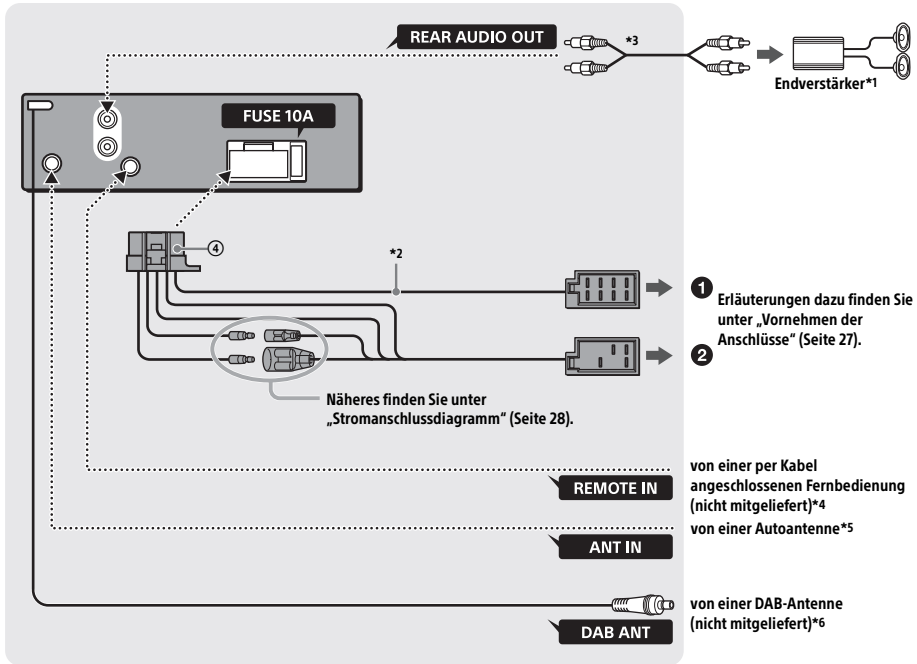 REAR AUDIO OUT
*3
Endverstärker*1
FUSE 10A
④
*2
❶
Erläuterungen dazu finden Sie
unter „Vornehmen der
Anschlüsse“ (Seite 27).
❷
Näheres finden Sie unter
„Stromanschlussdiagramm“ (Seite 28).
REMOTE IN
von einer per Kabel
angeschlossenen Fernbedienung
(nicht mitgeliefert)*4
von einer Autoantenne*5
ANT IN
von einer DAB-Antenne
(nicht mitgeliefert)*6
DAB ANT